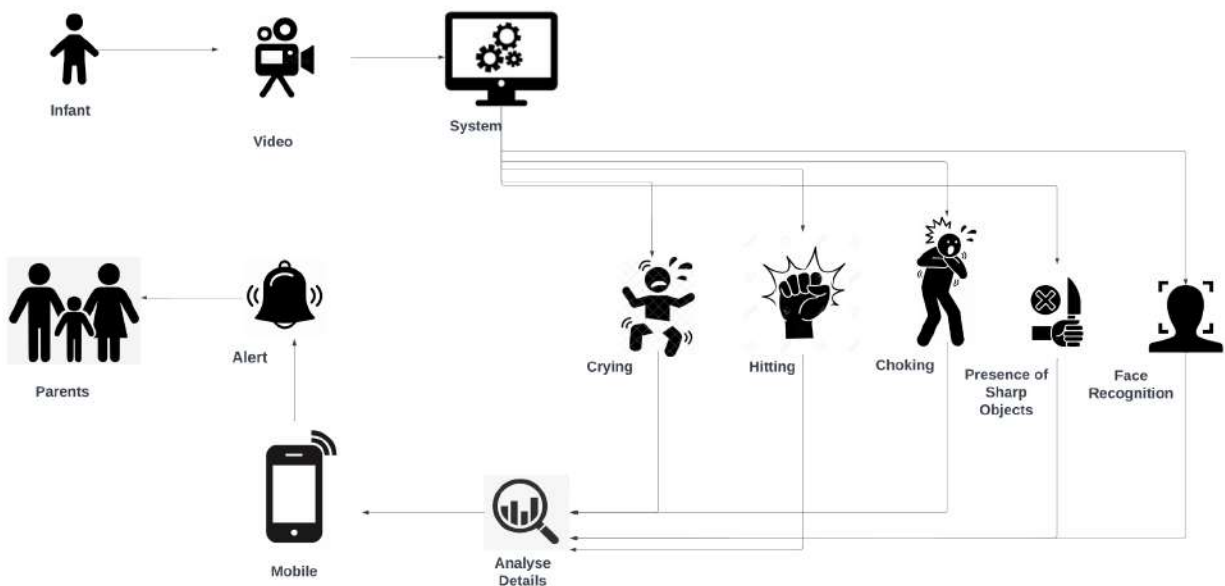 Infant
Video
System
Parents
Alert
Crying
Hitting
Choking
Presence of
Sharp
Objects
Face
Recognition
Mobile
Analyse
Details